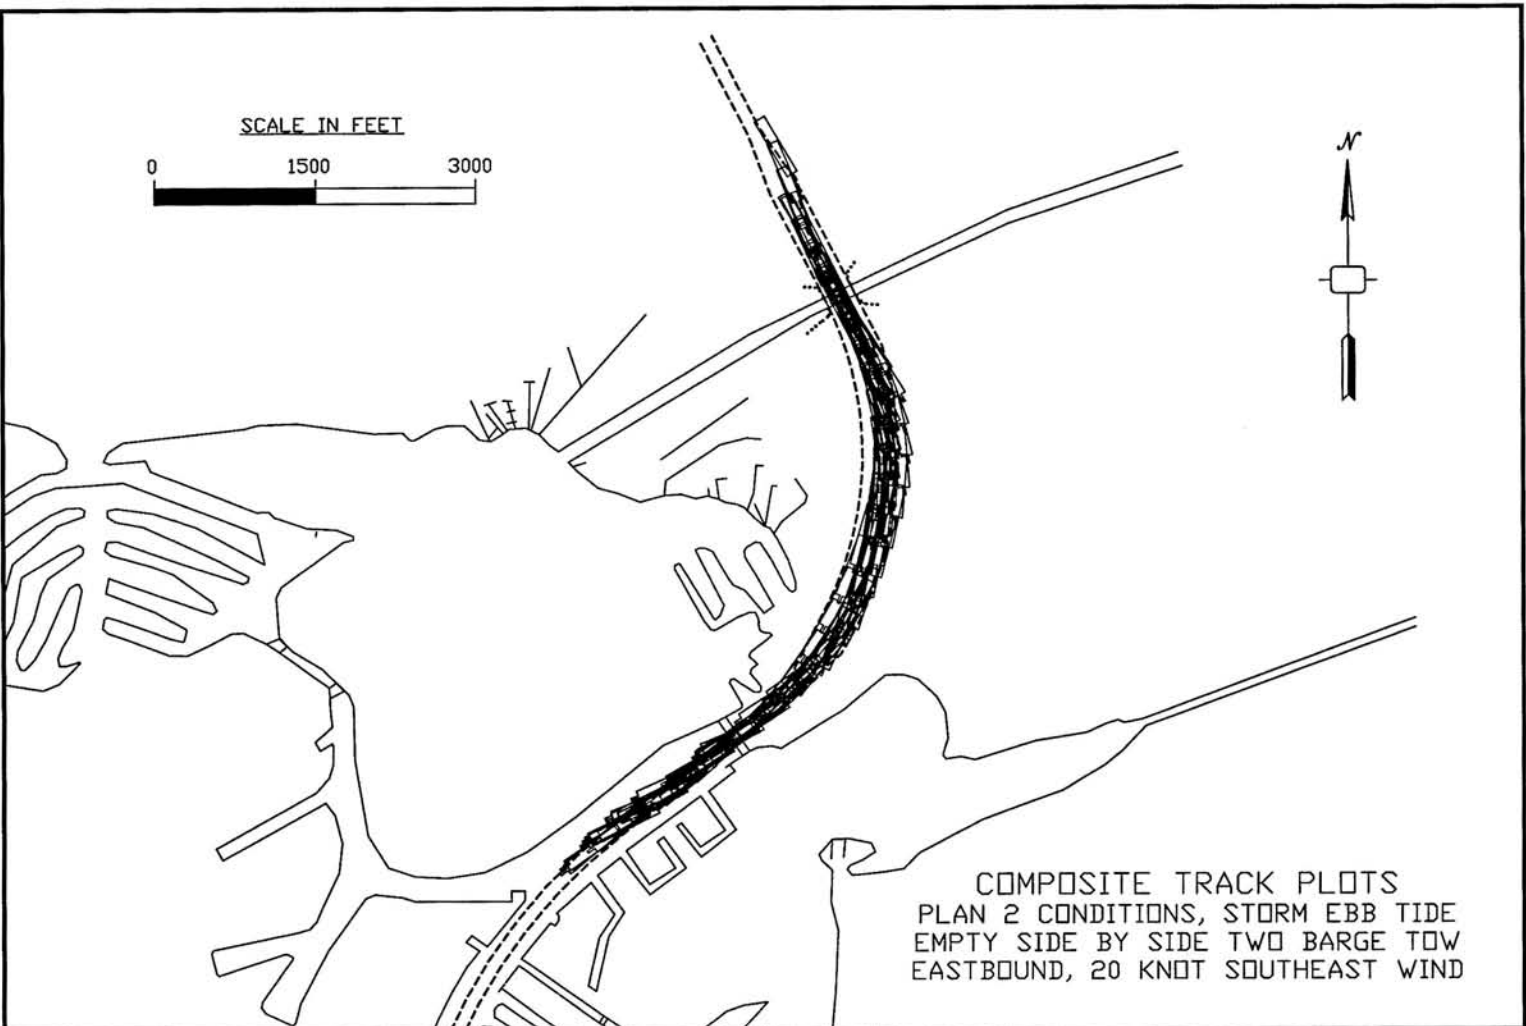 SCALE IN FEET
0 1500 3000
N
COMPOSITE TRACK PLOTS
PLAN 2 CONDITIONS, STORM EBB TIDE
EMPTY SIDE BY SIDE TWO BARGE TOW
EASTBOUND, 20 KNOT SOUTHEAST WIND